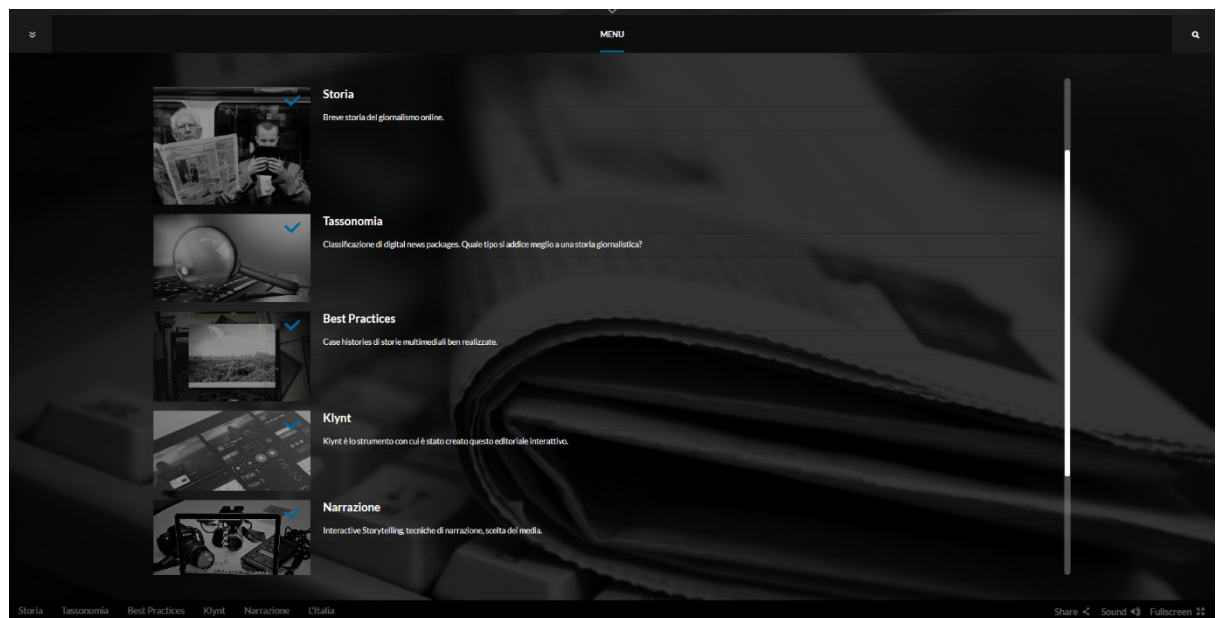 MENU
Storia
Breve storia del giornalismo online.
Tassonomia
Classificazione di digital news packages. Quale tipo si addice meglio a una storia giornalistica?
Best Practices
Case histories di storie multimediali ben realizzate.
Klynt
Klynt è lo strumento con cui è stato creato questo editoriale interattivo.
Narrazione
Interactive Storytelling, tecniche di narrazione, scelta dei media.
Storia Tassonomia Best Practices Klynt Narrazione L'Italia Share Sound Fullscreen